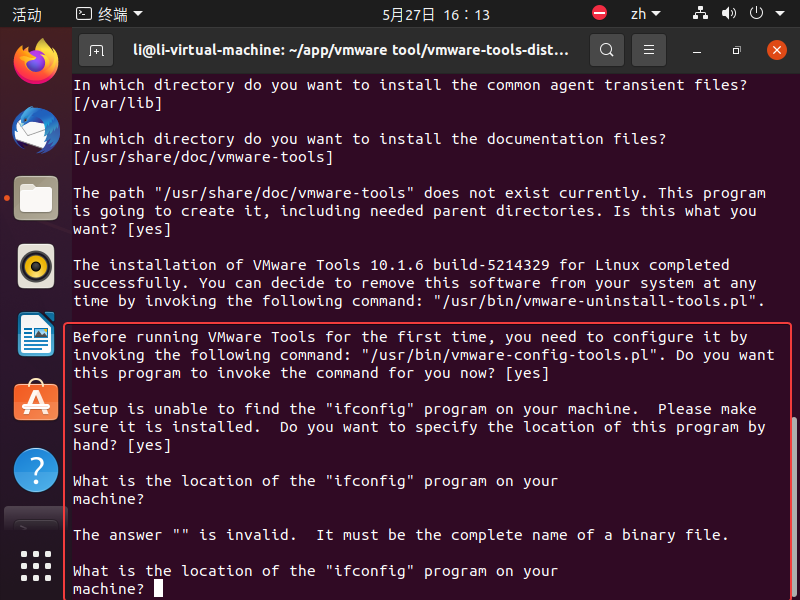 活动
终端
5月27日 16：13
zh
li@li-virtual-machine: ~/app/vmware tool/vmware-tools-dist…
In which directory do you want to install the common agent transient files?
[/var/lib]
In which directory do you want to install the documentation files?
[/usr/share/doc/vmware-tools]
The path "/usr/share/doc/vmware-tools" does not exist currently. This program
is going to create it, including needed parent directories. Is this what you
want? [yes]
The installation of VMware Tools 10.1.6 build-5214329 for Linux completed
successfully. You can decide to remove this software from your system at any
time by invoking the following command: "/usr/bin/vmware-uninstall-tools.pl".
Before running VMware Tools for the first time, you need to configure it by
invoking the following command: "/usr/bin/vmware-config-tools.pl". Do you want
this program to invoke the command for you now? [yes]
Setup is unable to find the "ifconfig" program on your machine.  Please make
sure it is installed.  Do you want to specify the location of this program by
hand? [yes]
What is the location of the "ifconfig" program on your
machine?
The answer "" is invalid.  It must be the complete name of a binary file.
What is the location of the "ifconfig" program on your
machine?